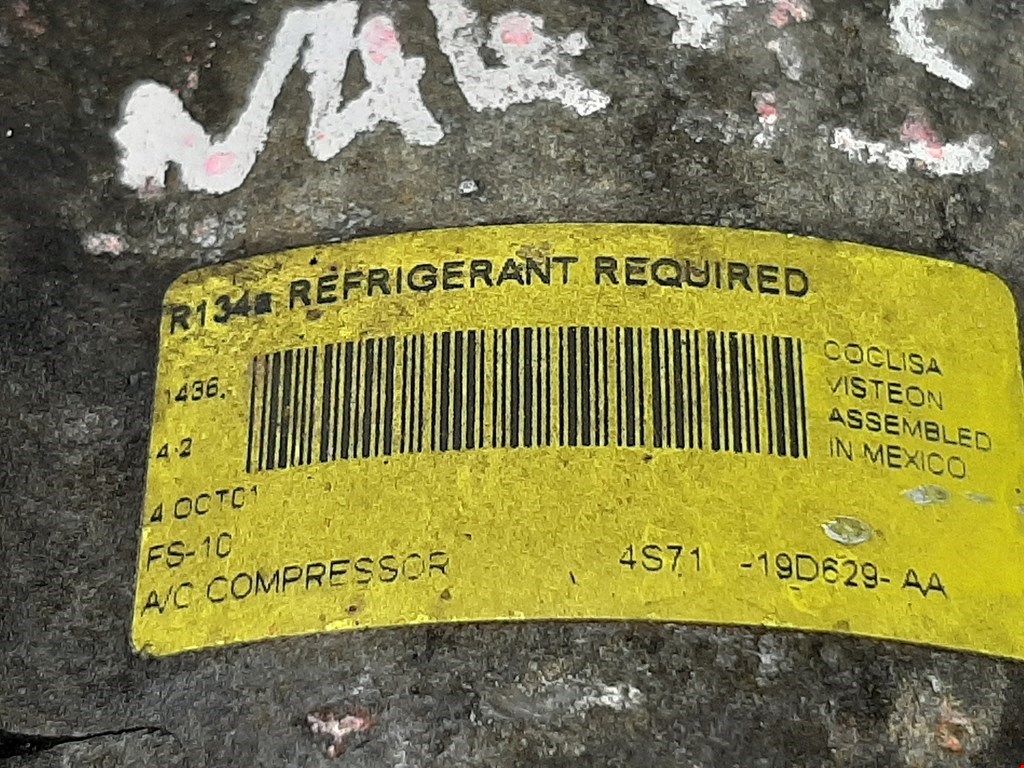 R134a REFRIGERANT REQUIRED
1436
4.2
4 OCT01
FS-10
A/C COMPRESSOR
4S71 -19D629- AA
COCLISA
VISTEON
ASSEMBLED
IN MEXICO